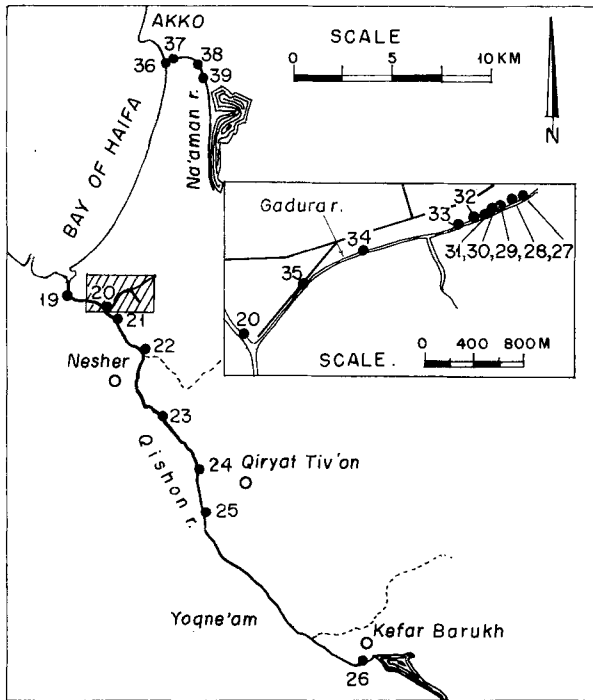 AKKO
37
36
38
39
SCALE
0 5 10 KM
N
BAY OF HAIFA
Na'aman r.
Gadura r.
32
33
34
31,30,29,28,27
35
20
SCALE.
0 400 800 M
19
20
21
22
Nesher
23
Qishon r.
24
Qiryat Tiv'on
25
Yoqne'am
Kefar Barukh
26